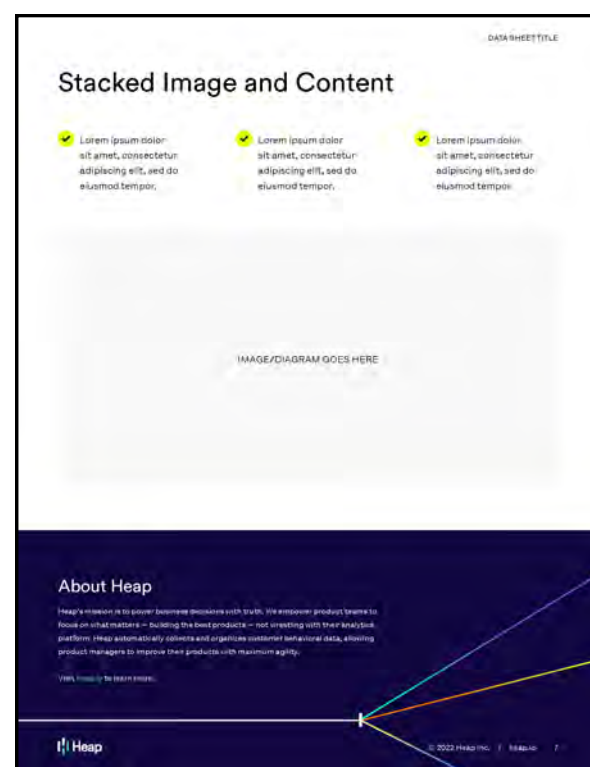 DATA SHEET TITLE
Stacked Image and Content
Lorem ipsum dolor
sit amet, consectetur
adipiscing elit, sed do
eiusmod tempor.
Lorem ipsum dolor
sit amet, consectetur
adipiscing elit, sed do
eiusmod tempor.
Lorem ipsum dolor
sit amet, consectetur
adipiscing elit, sed do
eiusmod tempor.
IMAGE/DIAGRAM GOES HERE
About Heap
Heap's mission is to power business decisions with truth. We empower product teams to
focus on what matters — building the best products — not wrestling with their analytics
platform. Heap automatically collects and organizes customer behavioral data, allowing
product managers to improve their products with maximum agility.
Visit heap.io to learn more.
Heap
© 2022 Heap Inc. / heap.io 7